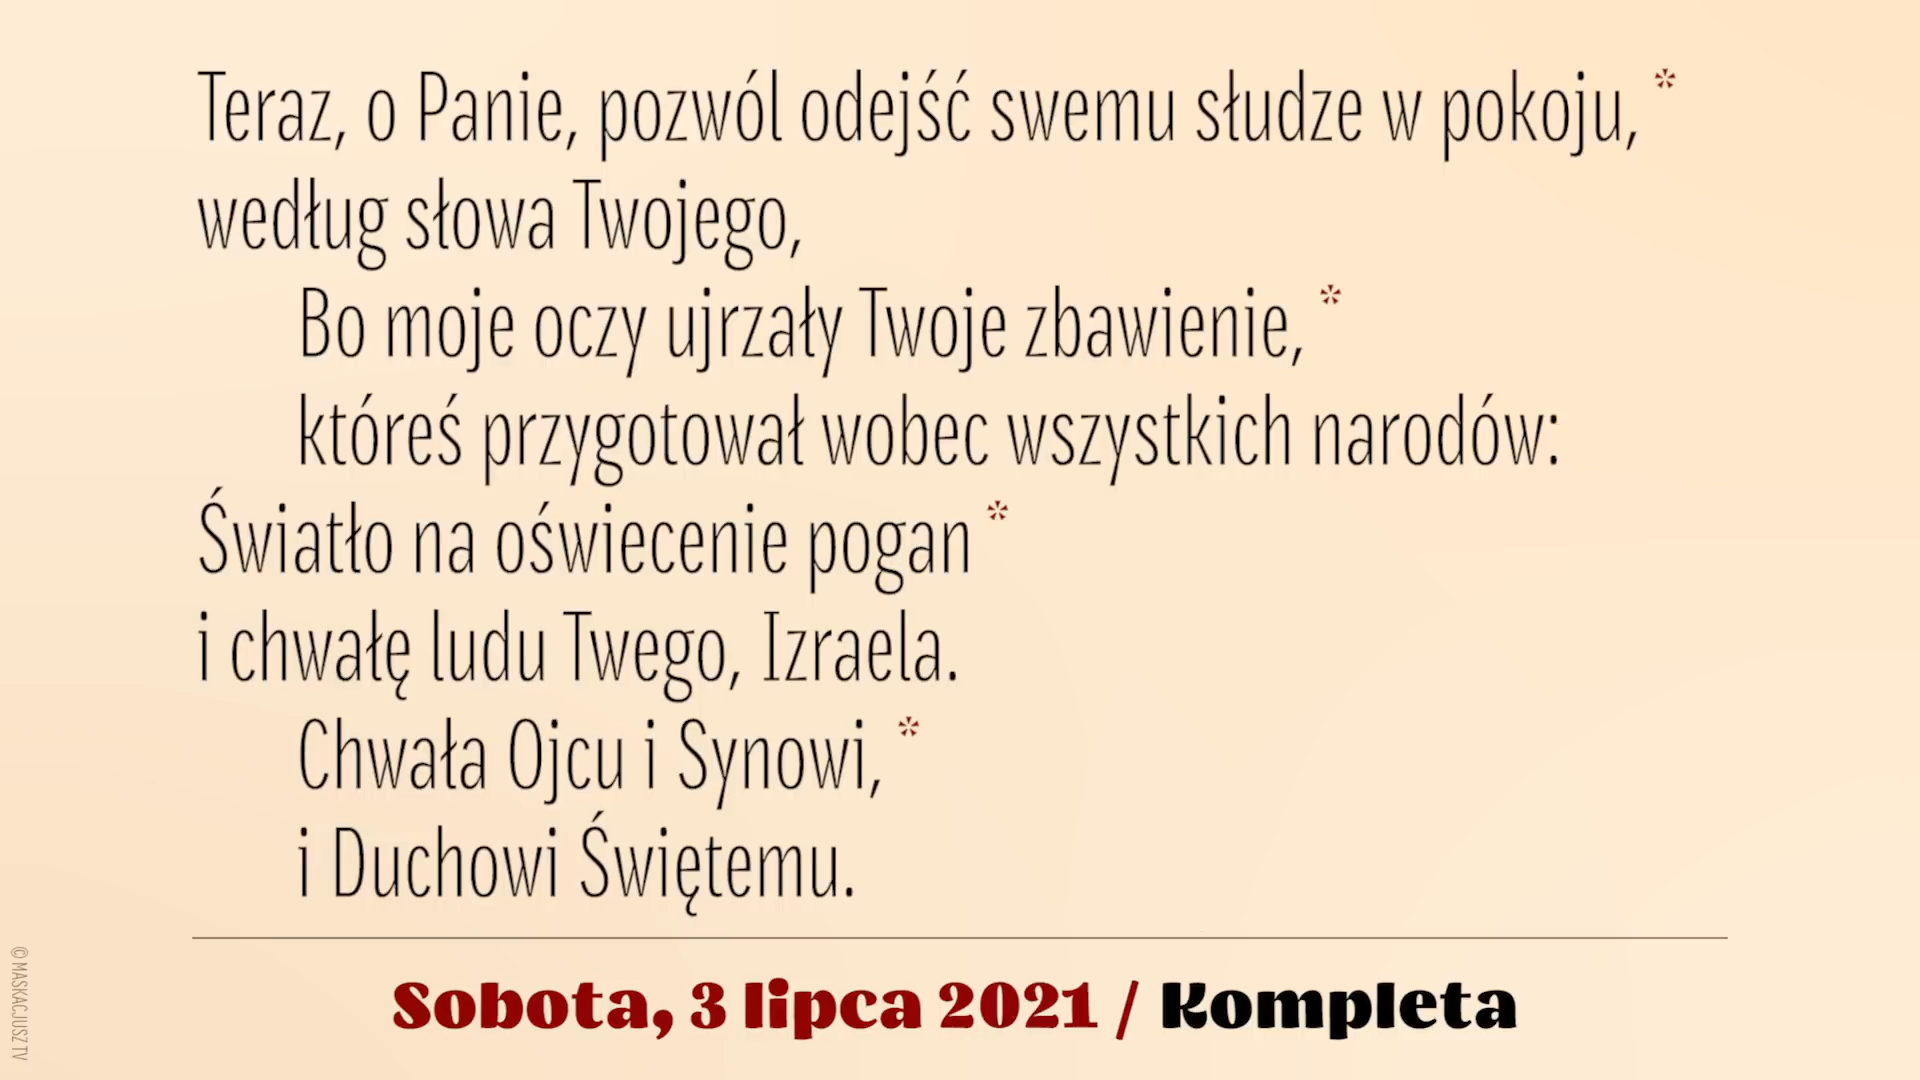 Teraz, o Panie, pozwól odejść swemu słudze w pokoju, *
według słowa Twojego,
Bo moje oczy ujrzały Twoje zbawienie, *
któreś przygotował wobec wszystkich narodów:
Światło na oświecenie pogan *
i chwałę ludu Twego, Izraela.
Chwała Ojcu i Synowi, *
i Duchowi Świętemu.
Sobota, 3 lipca 2021 / Kompleta
© MASKACJUSZ TV